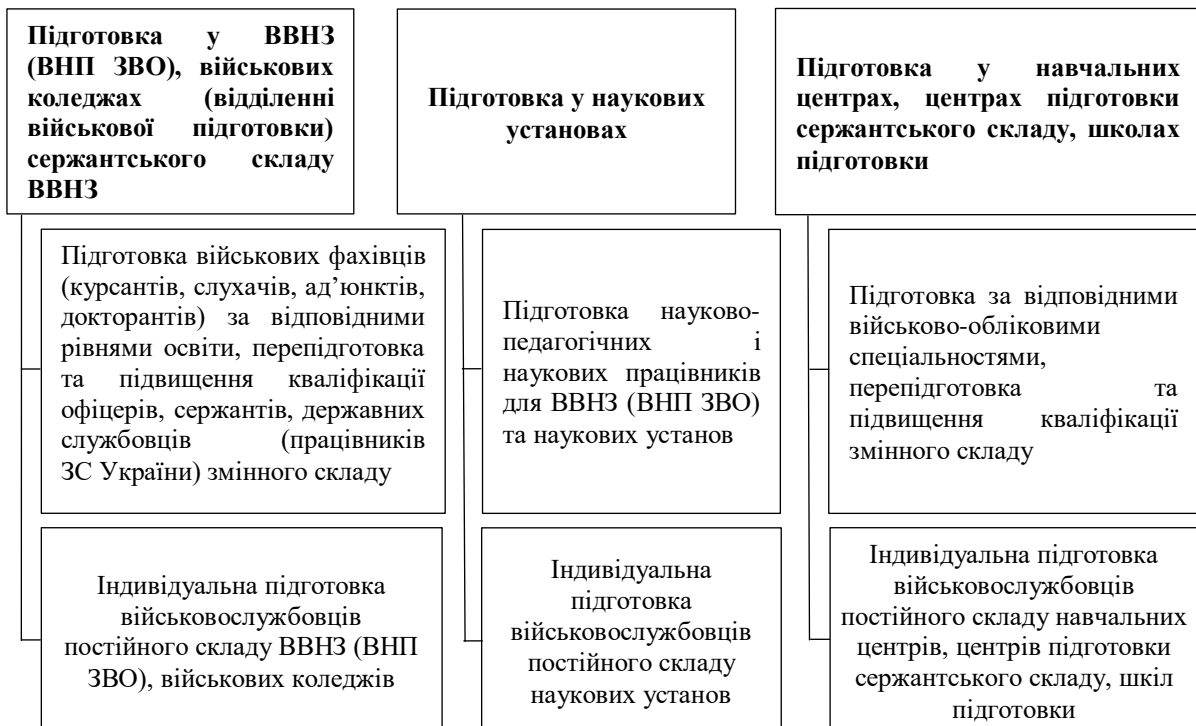 Підготовка у ВВНЗ
(ВНП ЗВО), військових
коледжах (відділенні
військової підготовки)
сержантського складу
ВВНЗ
Підготовка у наукових
установах
Підготовка у навчальних
центрах, центрах підготовки
сержантського складу, школах
підготовки
Підготовка військових фахівців
(курсантів, слухачів, ад’юнктів,
докторантів) за відповідними
рівнями освіти, перепідготовка
та підвищення кваліфікації
офіцерів, сержантів, державних
службовців (працівників
ЗС України) змінного складу
Підготовка науково-
педагогічних і
наукових працівників
для ВВНЗ (ВНП ЗВО)
та наукових установ
Підготовка за відповідними
військово-обліковими
спеціальностями,
перепідготовка та
підвищення кваліфікації
змінного складу
Індивідуальна підготовка
військовослужбовців
постійного складу ВВНЗ (ВНП
ЗВО), військових коледжів
Індивідуальна
підготовка
військовослужбовців
постійного складу
наукових установ
Індивідуальна підготовка
військовослужбовців
постійного складу навчальних
центрів, центрів підготовки
сержантського складу, шкіл
підготовки